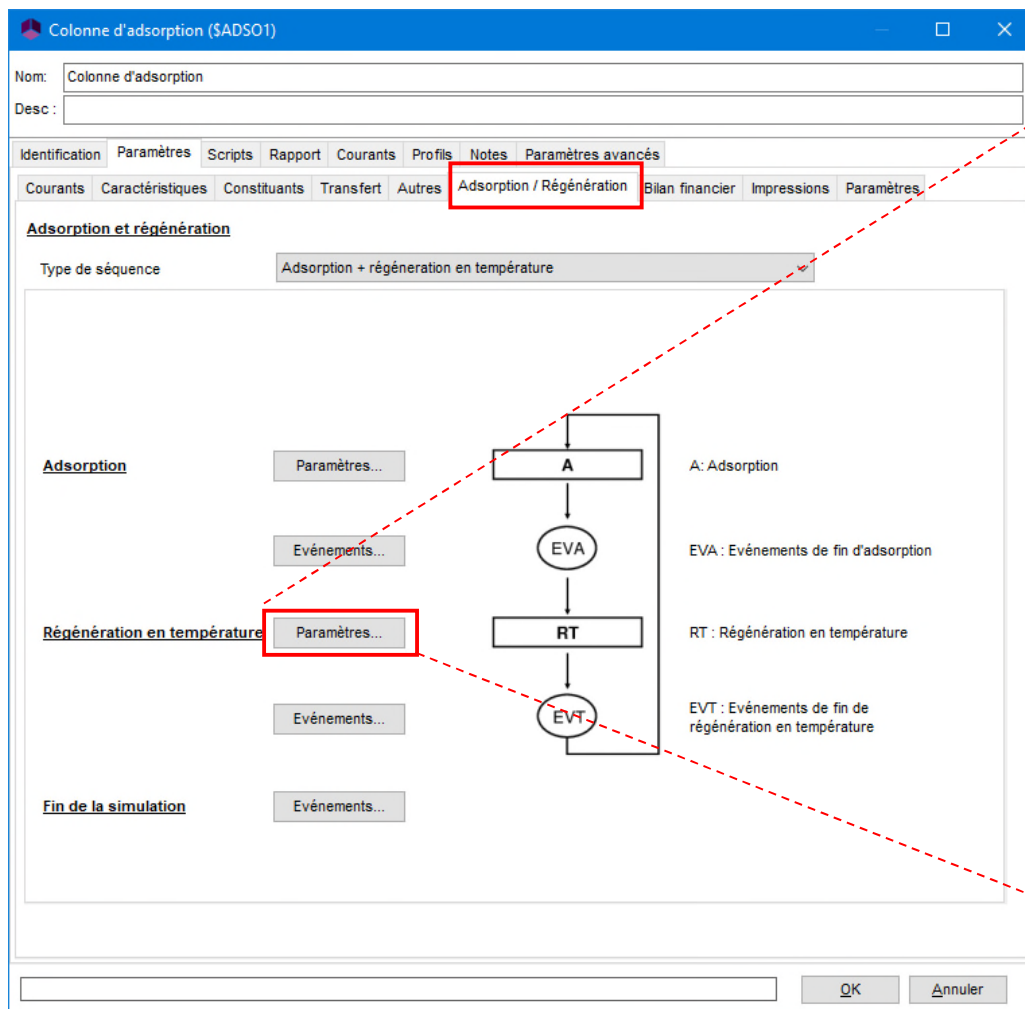 Colonne d'adsorption ($ADSO1)
Nom: Colonne d'adsorption
Desc :
Identification Paramètres Scripts Rapport Courants Profils Notes Paramètres avancés
Courants Caractéristiques Constituants Transfert Autres Adsorption / Régénération Bilan financier Impressions Paramètres
Adsorption et régénération
Type de séquence Adsorption + régéneration en température
Adsorption Paramètres... A A: Adsorption
Evénements... EVA EVA : Evénements de fin d'adsorption
Régénération en température Paramètres... RT RT : Régénération en température
Evénements... EVT EVT : Evénements de fin de
régénération en température
Fin de la simulation Evénements...
OK Annuler